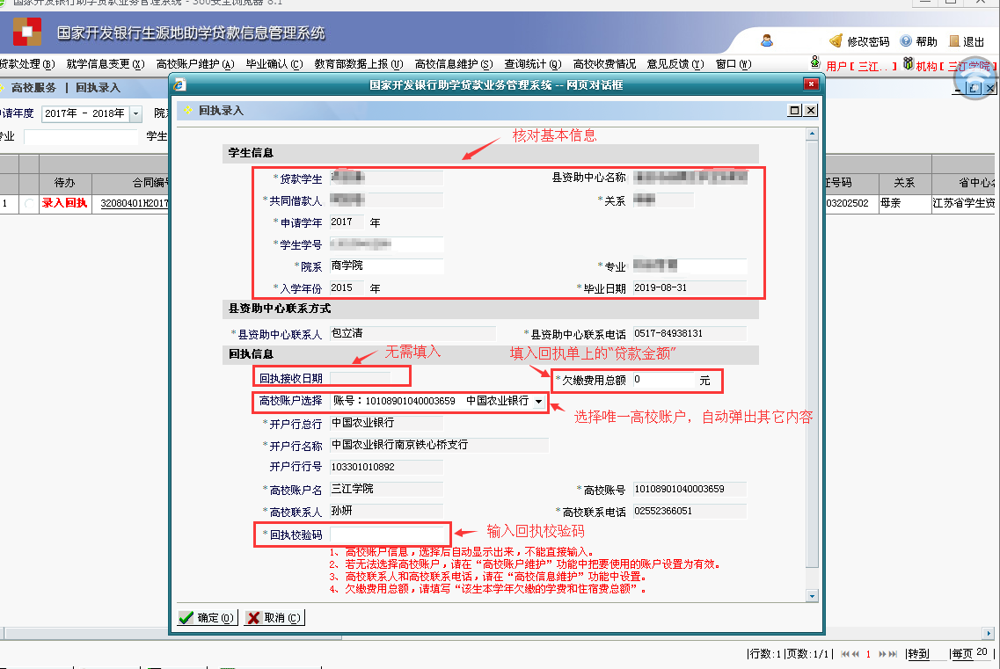 国家开发银行助学贷款业务管理系统 - 360安全浏览器 8.1
国家开发银行生源地助学贷款信息管理系统
修改密码 帮助 退出
贷款处理(B) 就学信息变更(X) 高校账户维护(A) 毕业确认(C) 教育部数据上报(U) 高校信息维护(S) 查询统计(Q) 高校收费情况 意见反馈(Y) 窗口(W)
用户[三江..] 机构[三江学院]
高校服务 | 回执录入
国家开发银行助学贷款业务管理系统 -- 网页对话框
回执录入
申请年度 2017年 - 2018年 院系
专业 学生
待办 合同编号 证号码 关系 省中心名
1 录入回执 32080401H2017 03202502 母亲 江苏省学生资
核对基本信息
学生信息
*贷款学生 县资助中心名称
*共同借款人 *关系
*申请学年 2017 年
*学生学号
*院系 商学院 *专业
*入学年份 2015 年 *毕业日期 2019-08-31
县资助中心联系方式
*县资助中心联系人 包立清 *县资助中心联系电话 0517-84938131
回执信息 无需填入 填入回执单上的“贷款金额”
回执接收日期 *欠缴费用总额 0 元
高校账户选择 账号：10108901040003659 中国农业银行
选择唯一高校账户，自动弹出其它内容
*开户行总行 中国农业银行
*开户行名称 中国农业银行南京铁心桥支行
开户行行号 103301010892
*高校账户名 三江学院 *高校账号 10108901040003659
*高校联系人 孙妍 *高校联系电话 02552366051
*回执校验码 输入回执校验码
1、高校账户信息，选择后自动显示出来，不能直接输入。
2、若无法选择高校账户，请在“高校账户维护”功能中把要使用的账户设置为有效。
3、高校联系人和高校联系电话，请在“高校信息维护”功能中设置。
4、欠缴费用总额，请填写“该生本学年欠缴的学费和住宿费总额”。
确定(O) 取消(C)
|行数:1|页数:1/1| 1 |转到 |每页 20 |